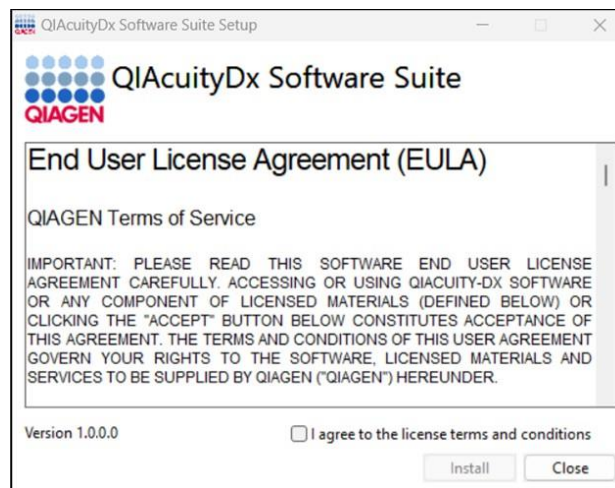 QIAcuityDx Software Suite Setup
QIAcuityDx Software Suite
QIAGEN
End User License Agreement (EULA)
QIAGEN Terms of Service
IMPORTANT: PLEASE READ THIS SOFTWARE END USER LICENSE
AGREEMENT CAREFULLY. ACCESSING OR USING QIACUITY-DX SOFTWARE
OR ANY COMPONENT OF LICENSED MATERIALS (DEFINED BELOW) OR
CLICKING THE "ACCEPT" BUTTON BELOW CONSTITUTES ACCEPTANCE OF
THIS AGREEMENT. THE TERMS AND CONDITIONS OF THIS USER AGREEMENT
GOVERN YOUR RIGHTS TO THE SOFTWARE, LICENSED MATERIALS AND
SERVICES TO BE SUPPLIED BY QIAGEN ("QIAGEN") HEREUNDER.
Version 1.0.0.0
I agree to the license terms and conditions
Install
Close